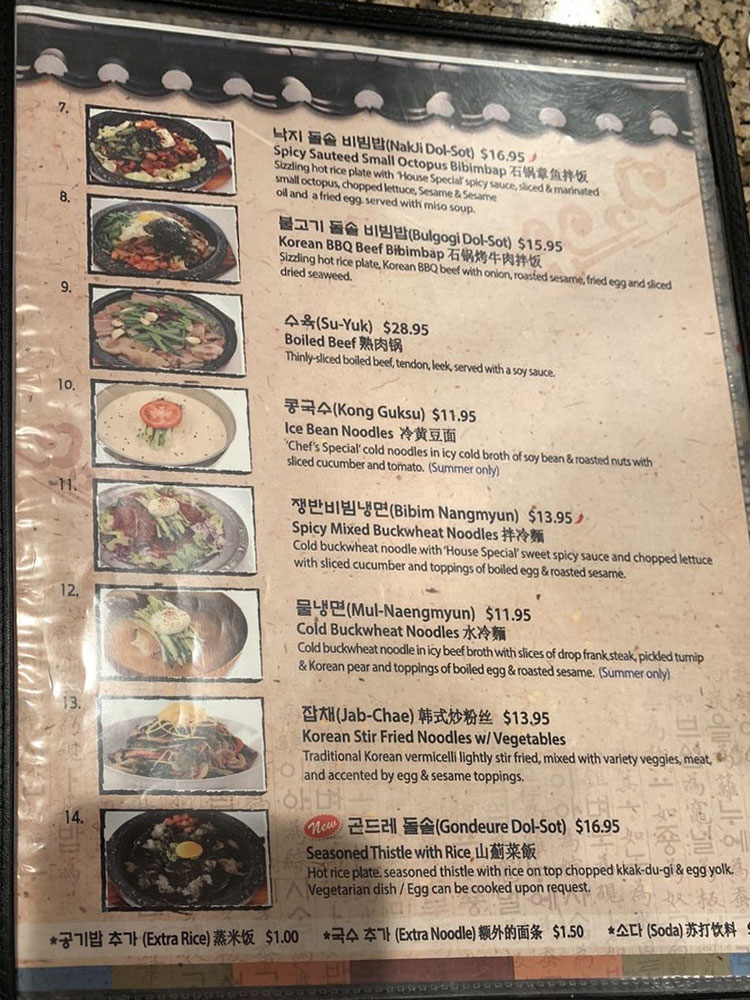 7.
낙지 돌솥 비빔밥(NakJi Dol-Sot) $16.95
Spicy Sauteed Small Octopus Bibimbap 石锅章鱼拌饭
Sizzling hot rice plate with 'House Special' spicy sauce, sliced & marinated
small octopus, chopped lettuce, Sesame & Sesame
oil and a fried egg. served with miso soup.
8.
불고기 돌솥 비빔밥(Bulgogi Dol-Sot) $15.95
Korean BBQ Beef Bibimbap 石锅烤牛肉拌饭
Sizzling hot rice plate, Korean BBQ beef with onion, roasted sesame, fried egg and sliced
dried seaweed.
9.
수육(Su-Yuk) $28.95
Boiled Beef 熟肉锅
Thinly-sliced boiled beef, tendon, leek, served with a soy sauce.
10.
콩국수(Kong Guksu) $11.95
Ice Bean Noodles 冷黄豆面
'Chef's Special' cold noodles in icy cold broth of soy bean & roasted nuts with
sliced cucumber and tomato. (Summer only)
11.
쟁반비빔냉면(Bibim Nangmyun) $13.95
Spicy Mixed Buckwheat Noodles 拌冷麵
Cold buckwheat noodle with 'House Special' sweet spicy sauce and chopped lettuce
with sliced cucumber and toppings of boiled egg & roasted sesame.
12.
물냉면(Mul-Naengmyun) $11.95
Cold Buckwheat Noodles 水冷麵
Cold buckwheat noodle in icy beef broth with slices of drop frank.steak, pickled turnip
& Korean pear and toppings of boiled egg & roasted sesame. (Summer only)
13.
잡채(Jab-Chae) 韩式炒粉丝 $13.95
Korean Stir Fried Noodles w/ Vegetables
Traditional Korean vermicelli lightly stir fried, mixed with variety veggies, meat,
and accented by egg & sesame toppings.
14.
New 곤드레 돌솥(Gondeure Dol-Sot) $16.95
Seasoned Thistle with Rice 山薊菜飯
Hot rice plate. seasoned thistle with rice on top chopped kkak-du-gi & egg yolk.
Vegetarian dish / Egg can be cooked upon request.
*공기밥 추가 (Extra Rice) 蒸米饭 $1.00 *국수 추가 (Extra Noodle) 额外的面条 $1.50 *소다 (Soda) 苏打饮料